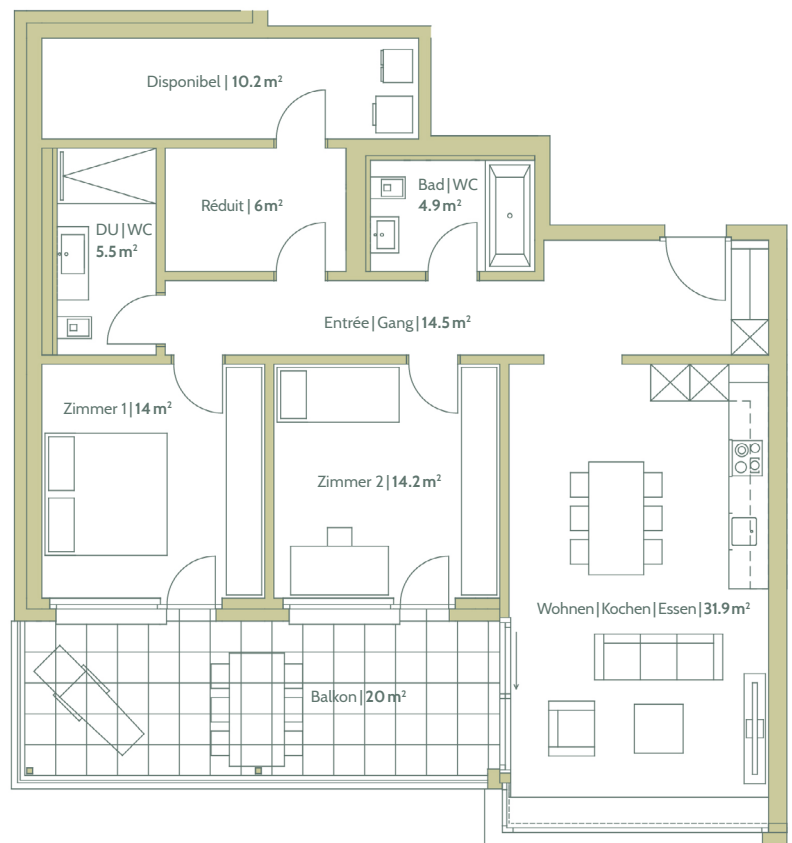 Disponibel | 10.2 m²
Réduit | 6 m²
Bad | WC
4.9 m²
DU | WC
5.5 m²
Entrée | Gang | 14.5 m²
Zimmer 1 | 14 m²
Zimmer 2 | 14.2 m²
Wohnen | Kochen | Essen | 31.9 m²
Balkon | 20 m²